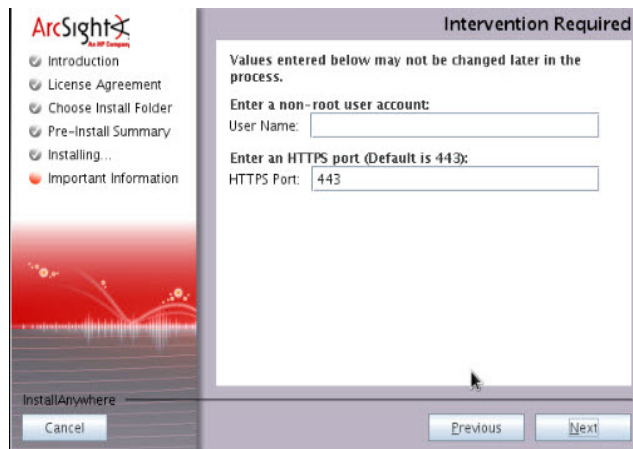 ArcSight
An HP Company
Intervention Required
Introduction
License Agreement
Choose Install Folder
Pre-Install Summary
Installing...
Important Information
Values entered below may not be changed later in the
process.
Enter a non-root user account:
User Name:
Enter an HTTPS port (Default is 443):
HTTPS Port: 443
InstallAnywhere
Cancel
Previous
Next